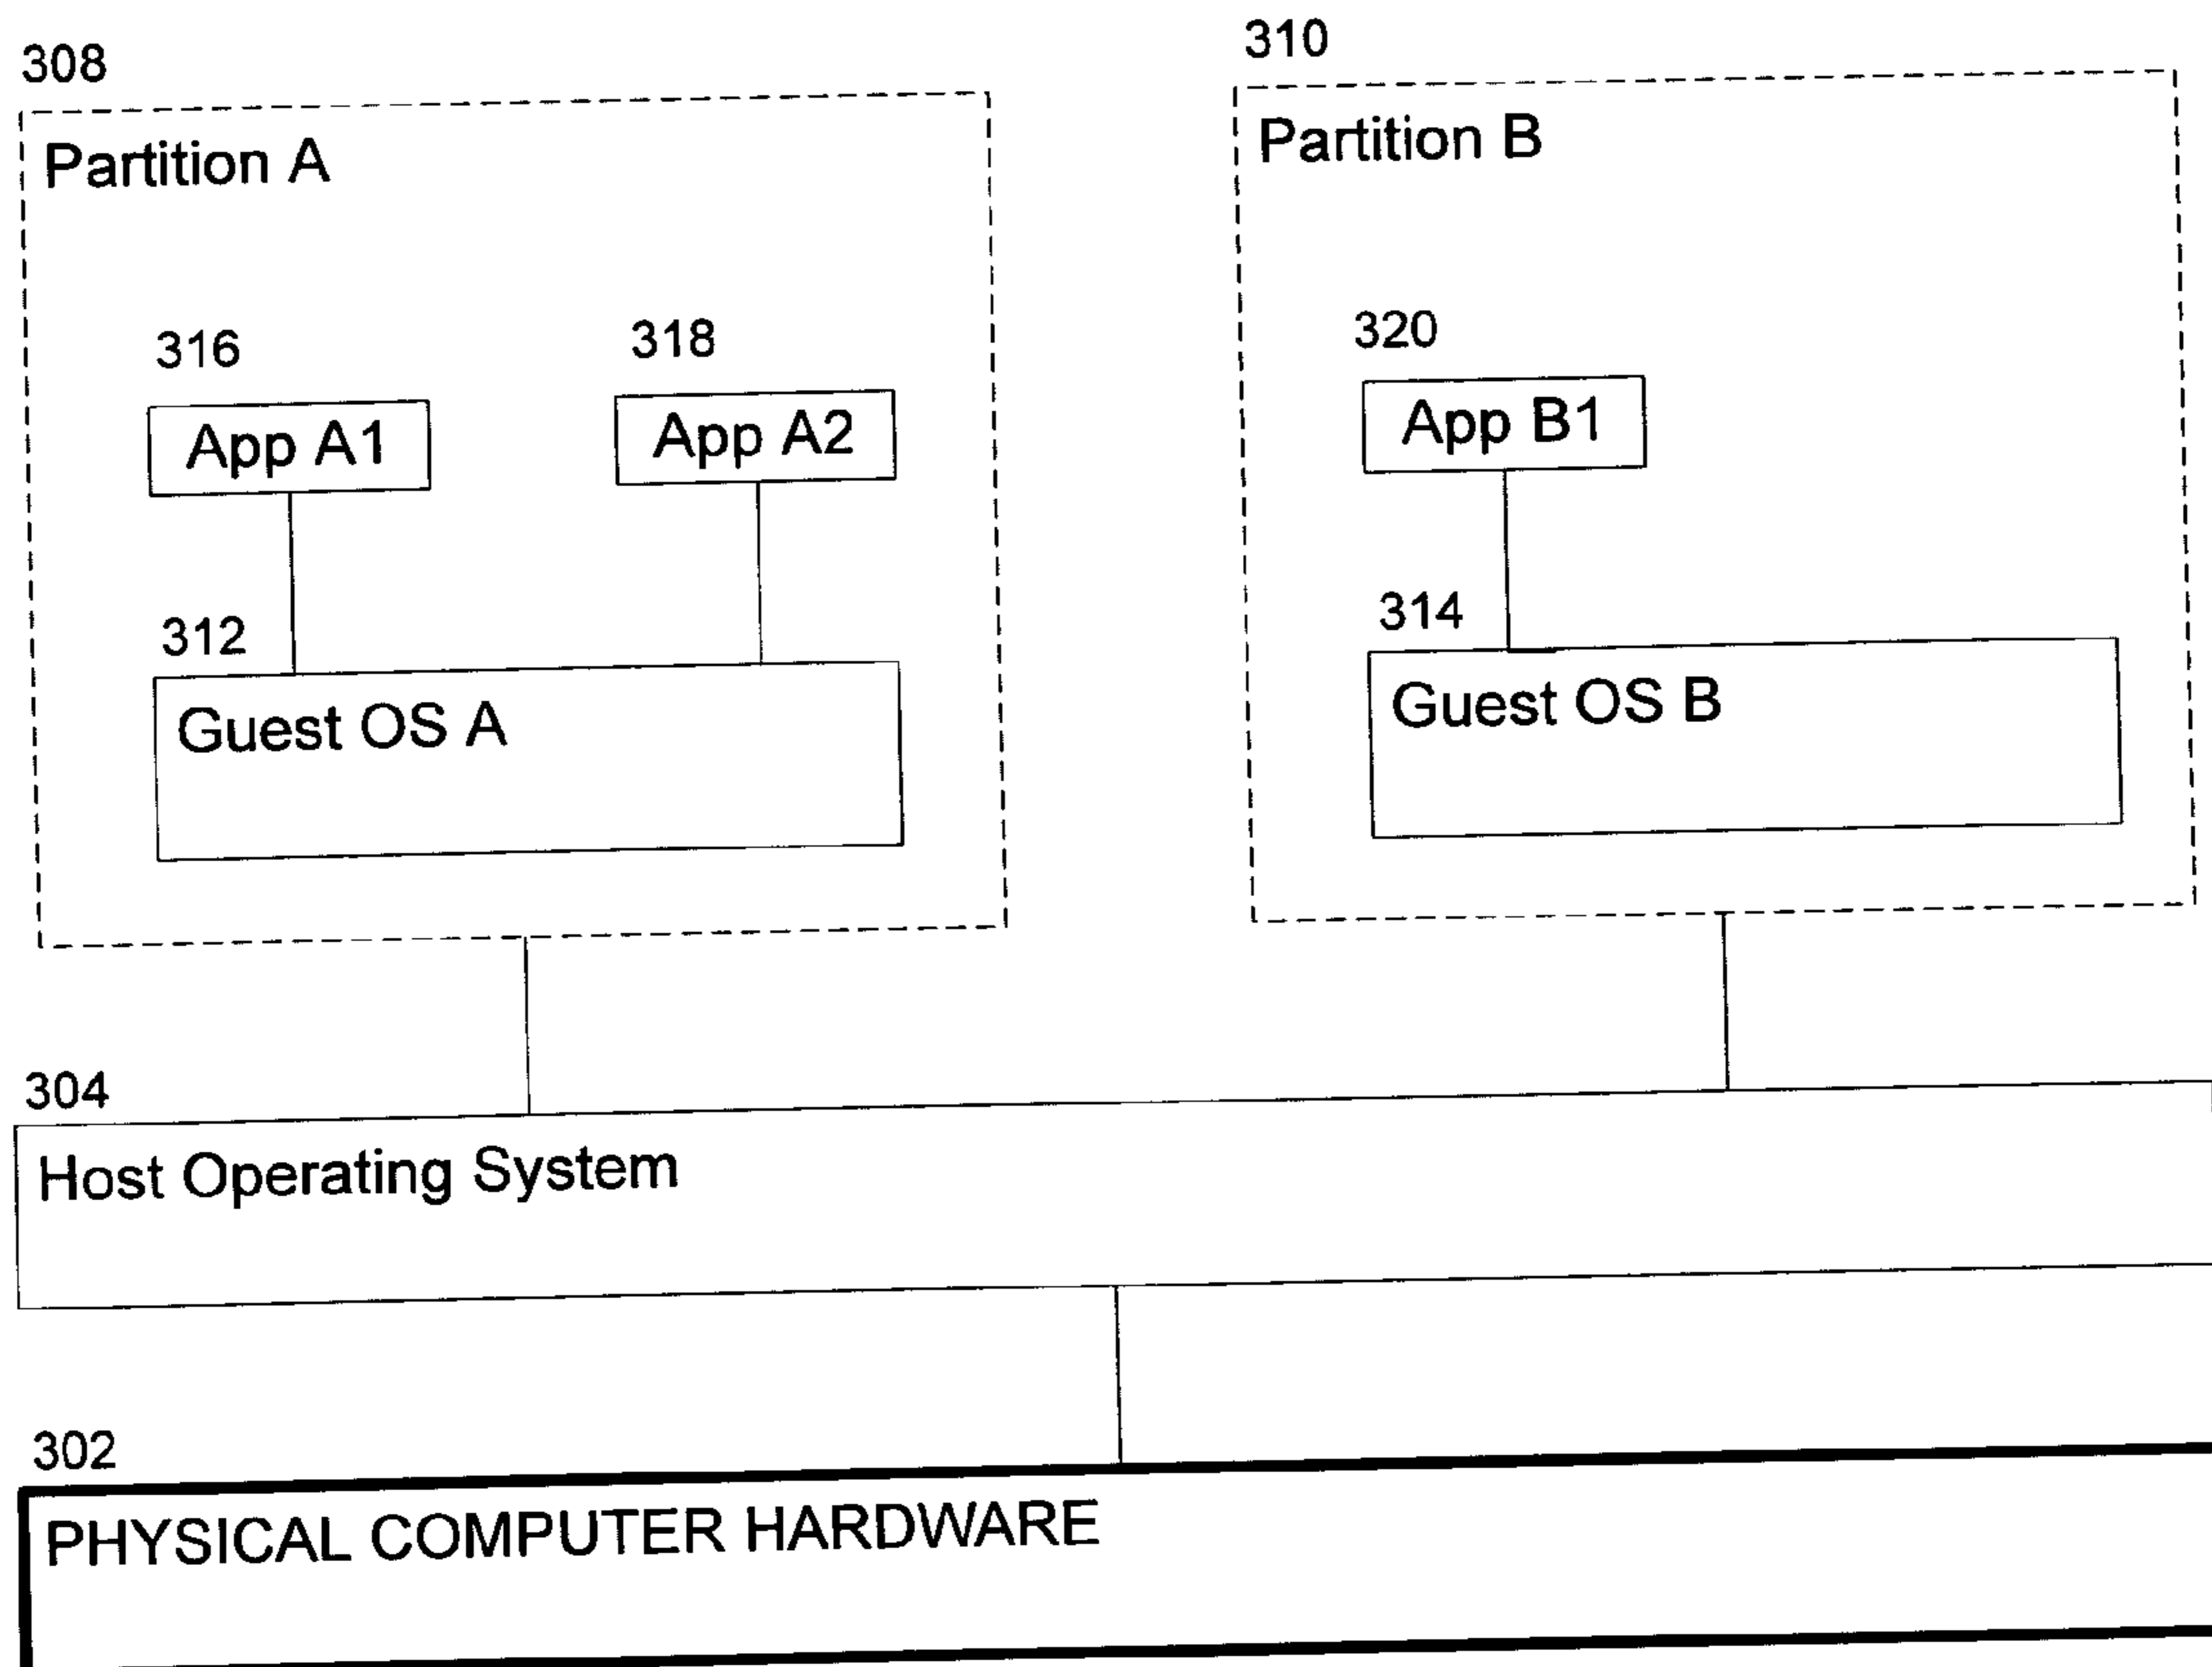 308
310
Partition A
Partition B
316
318
320
App A1
App A2
App B1
312
314
Guest OS A
Guest OS B
304
Host Operating System
302
PHYSICAL COMPUTER HARDWARE